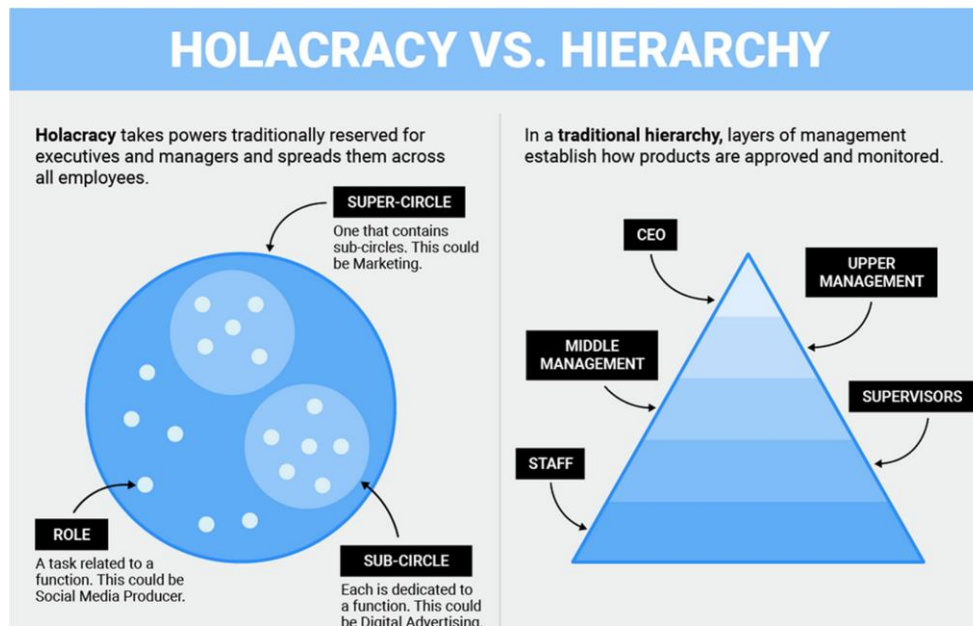 HOLACRACY VS. HIERARCHY
Holacracy takes powers traditionally reserved for
executives and managers and spreads them across
all employees.
SUPER-CIRCLE
One that contains
sub-circles. This could
be Marketing.
ROLE
A task related to a
function. This could be
Social Media Producer.
SUB-CIRCLE
Each is dedicated to
a function. This could
be Digital Advertising.
In a traditional hierarchy, layers of management
establish how products are approved and monitored.
CEO
UPPER
MANAGEMENT
MIDDLE
MANAGEMENT
SUPERVISORS
STAFF